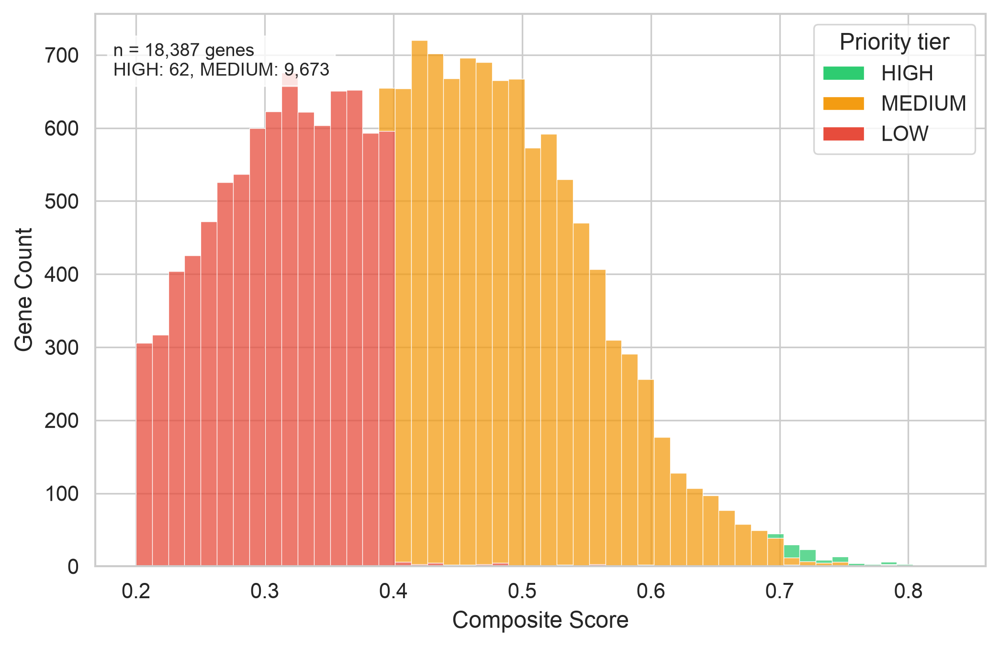 n = 18,387 genes
HIGH: 62, MEDIUM: 9,673
Priority tier
HIGH
MEDIUM
LOW
Gene Count
700
600
500
400
300
200
100
0
0.2 0.3 0.4 0.5 0.6 0.7 0.8
Composite Score